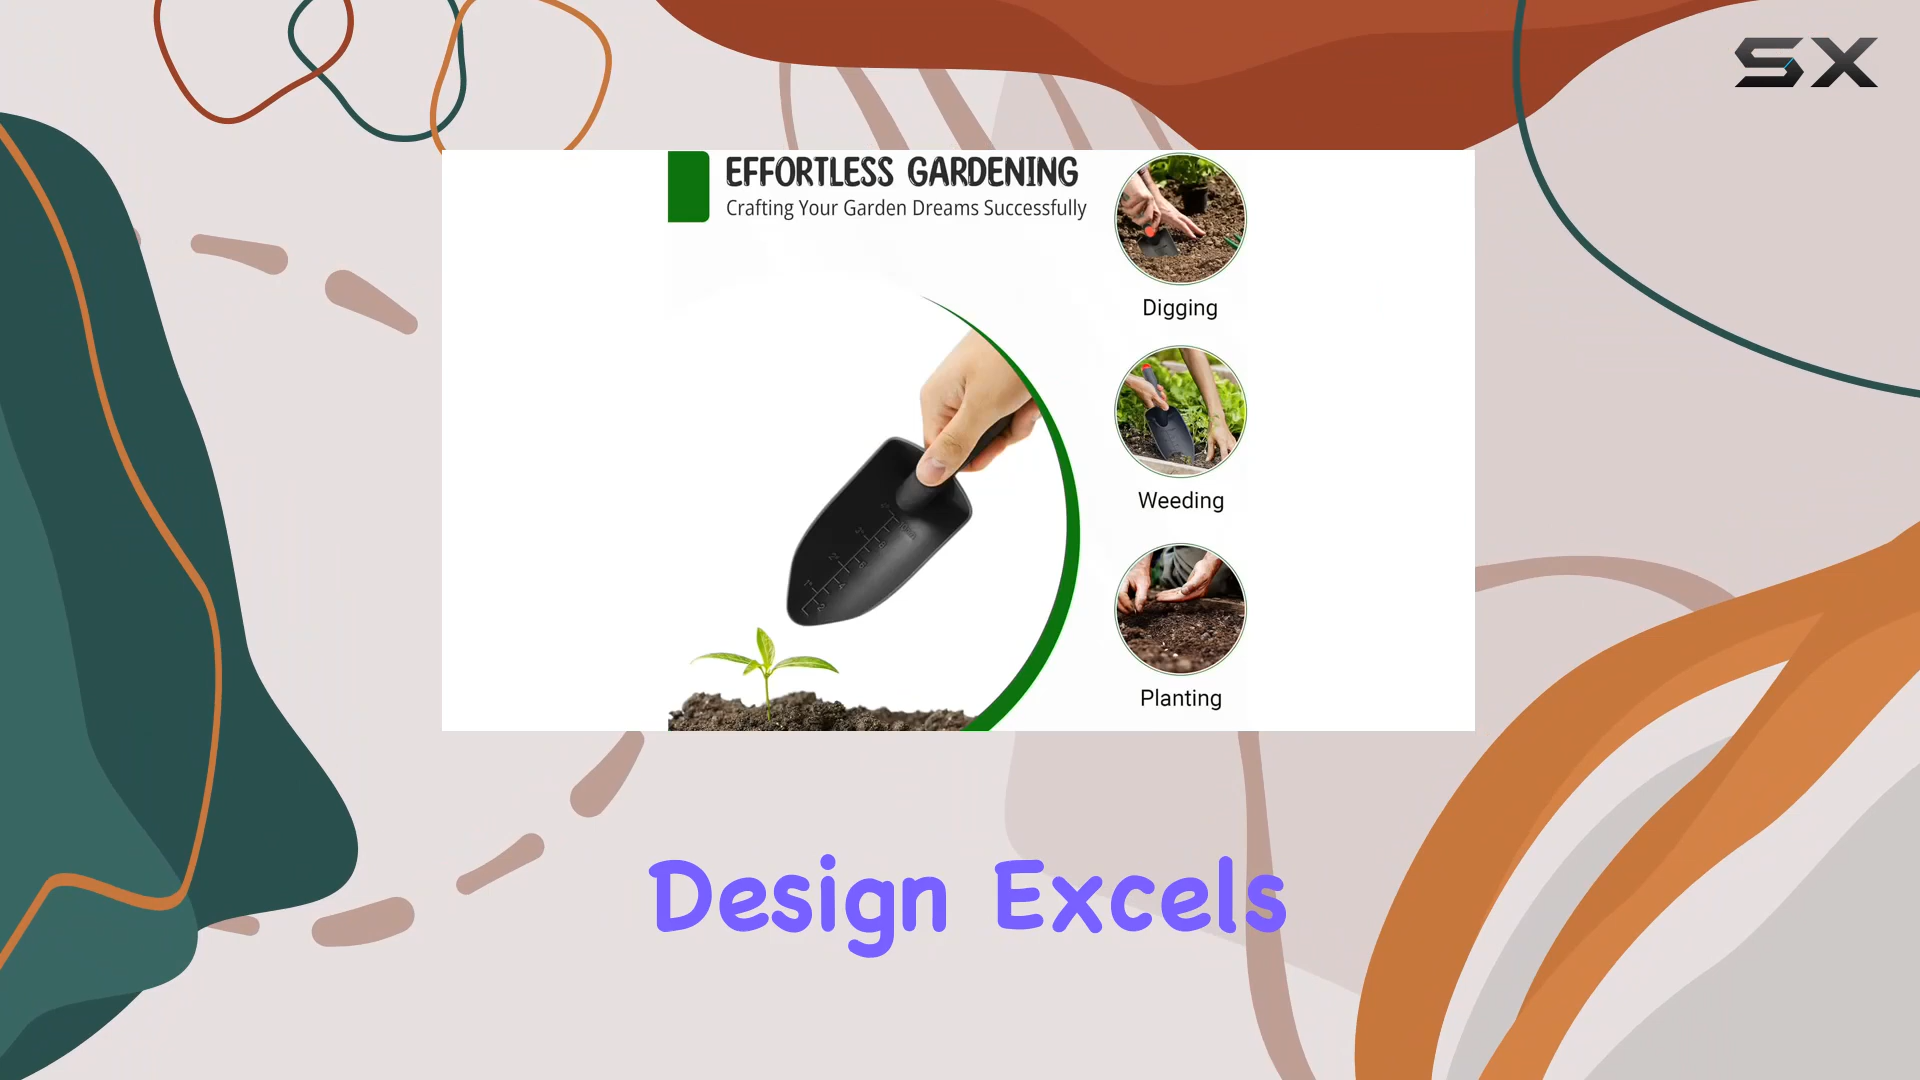 SX
EFFORTLESS GARDENING
Crafting Your Garden Dreams Successfully
Digging
Weeding
Planting
Design Excels